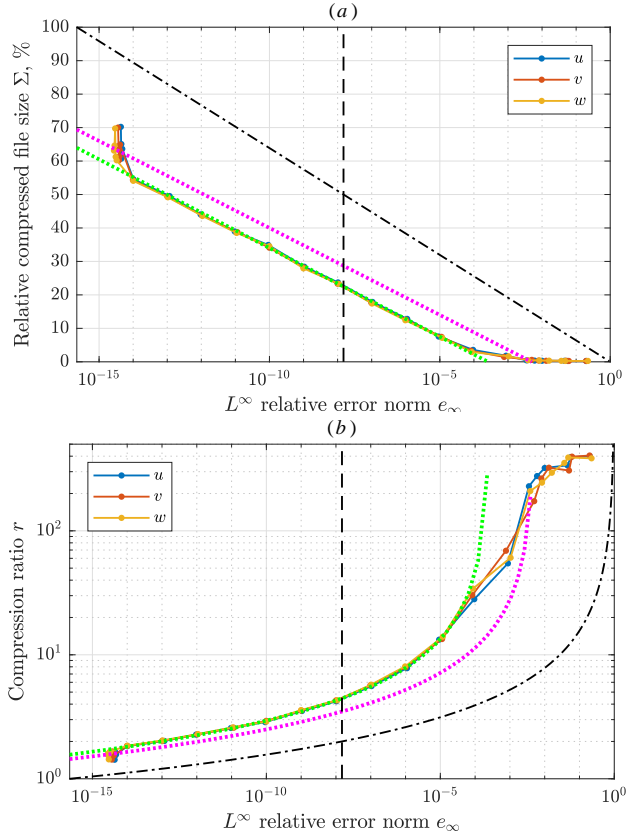 (a)
Relative compressed file size Σ, %
100
90
80
70
60
50
40
30
20
10
0
u
v
w
10^{-15}
10^{-10}
10^{-5}
10^{0}
L^∞ relative error norm e_∞
(b)
Compression ratio r
u
v
w
10^{2}
10^{1}
10^{0}
10^{-15}
10^{-10}
10^{-5}
10^{0}
L^∞ relative error norm e_∞